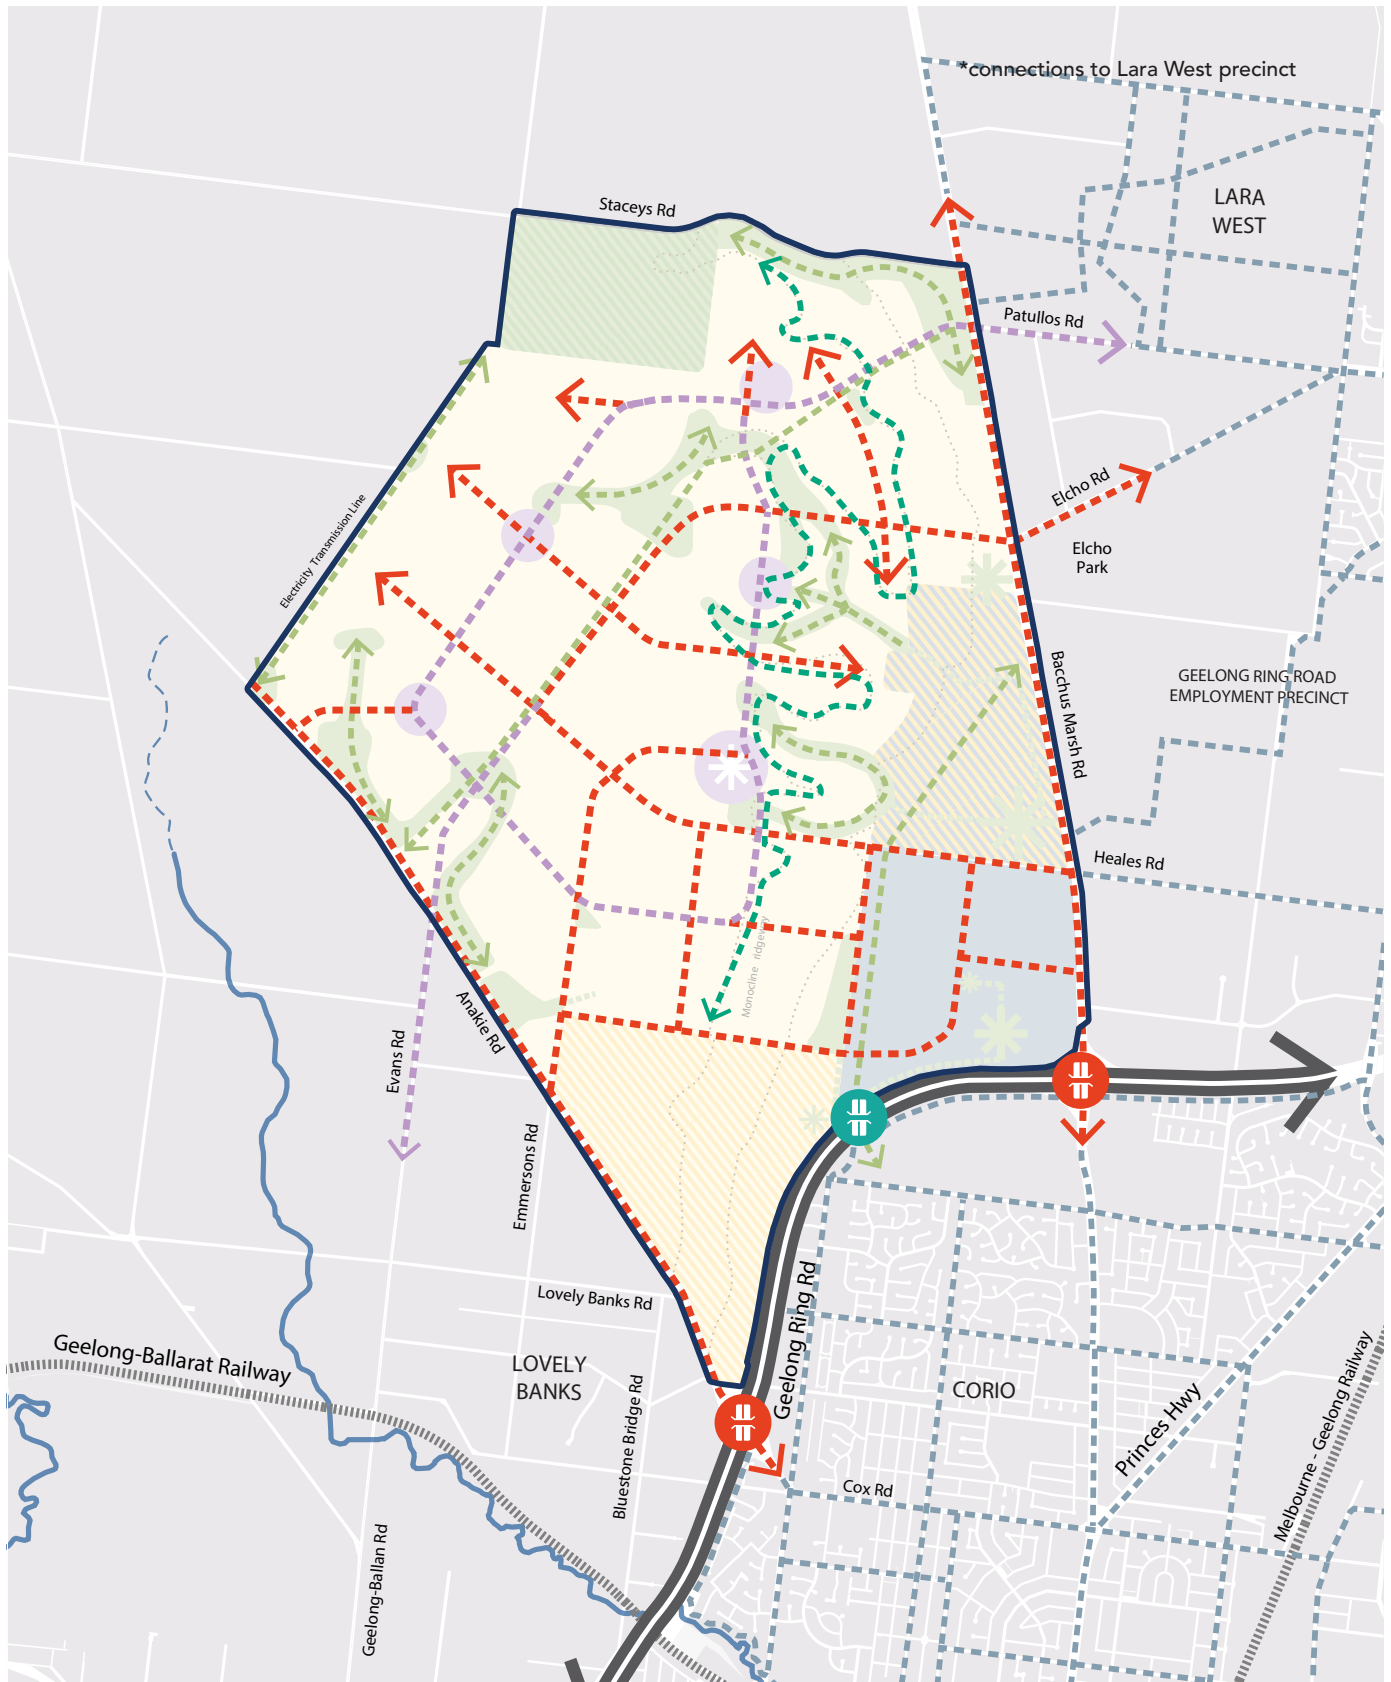 *connections to Lara West precinct
LARA
WEST
Staceys Rd
Patullos Rd
Elcho Rd
Elcho
Park
Electricity Transmission Line
Bacchus Marsh Rd
GEELONG RING ROAD
EMPLOYMENT PRECINCT
Heales Rd
Monocline ridgeway
Anakie Rd
Evans Rd
Emmersons Rd
Lovely Banks Rd
Geelong Ring Rd
Geelong-Ballarat Railway
LOVELY
BANKS
CORIO
Bluestone Bridge Rd
Princes Hwy
Melbourne - Geelong Railway
Cox Rd
Geelong-Ballan Rd